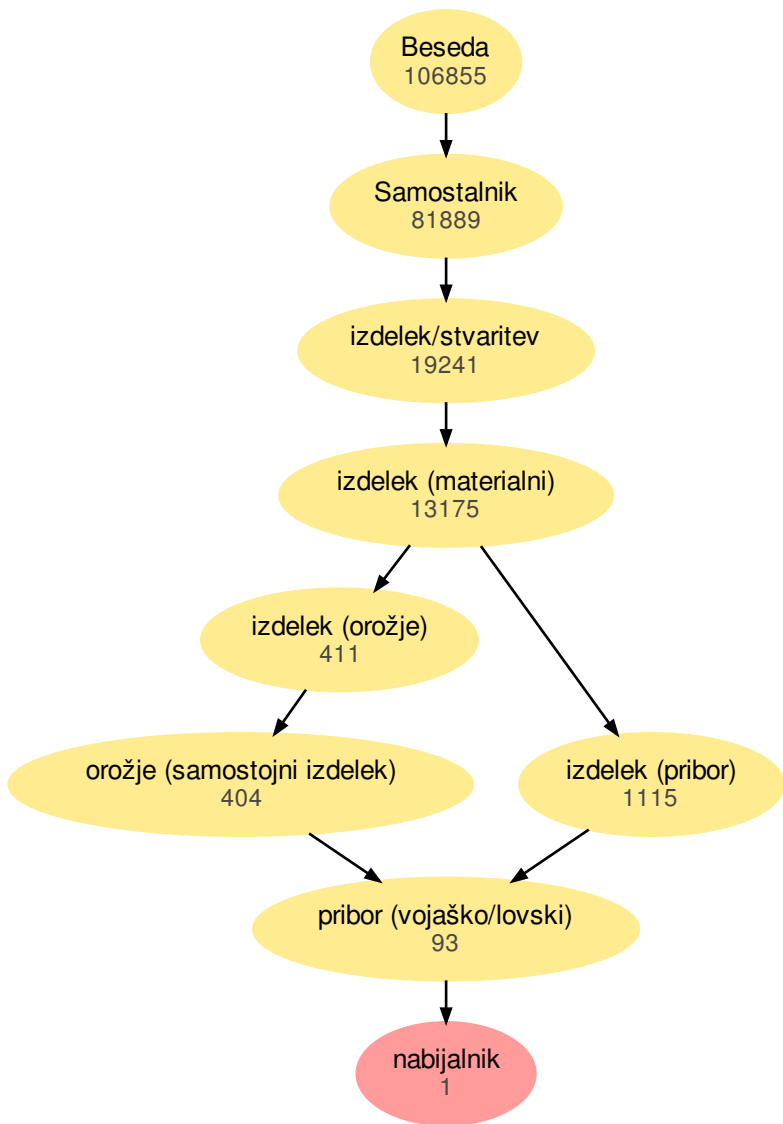 Beseda
106855
Samostalnik
81889
izdelek/stvaritev
19241
izdelek (materialni)
13175
izdelek (orožje)
411
orožje (samostojni izdelek)
404
izdelek (pribor)
1115
pribor (vojaško/lovski)
93
nabijalnik
1